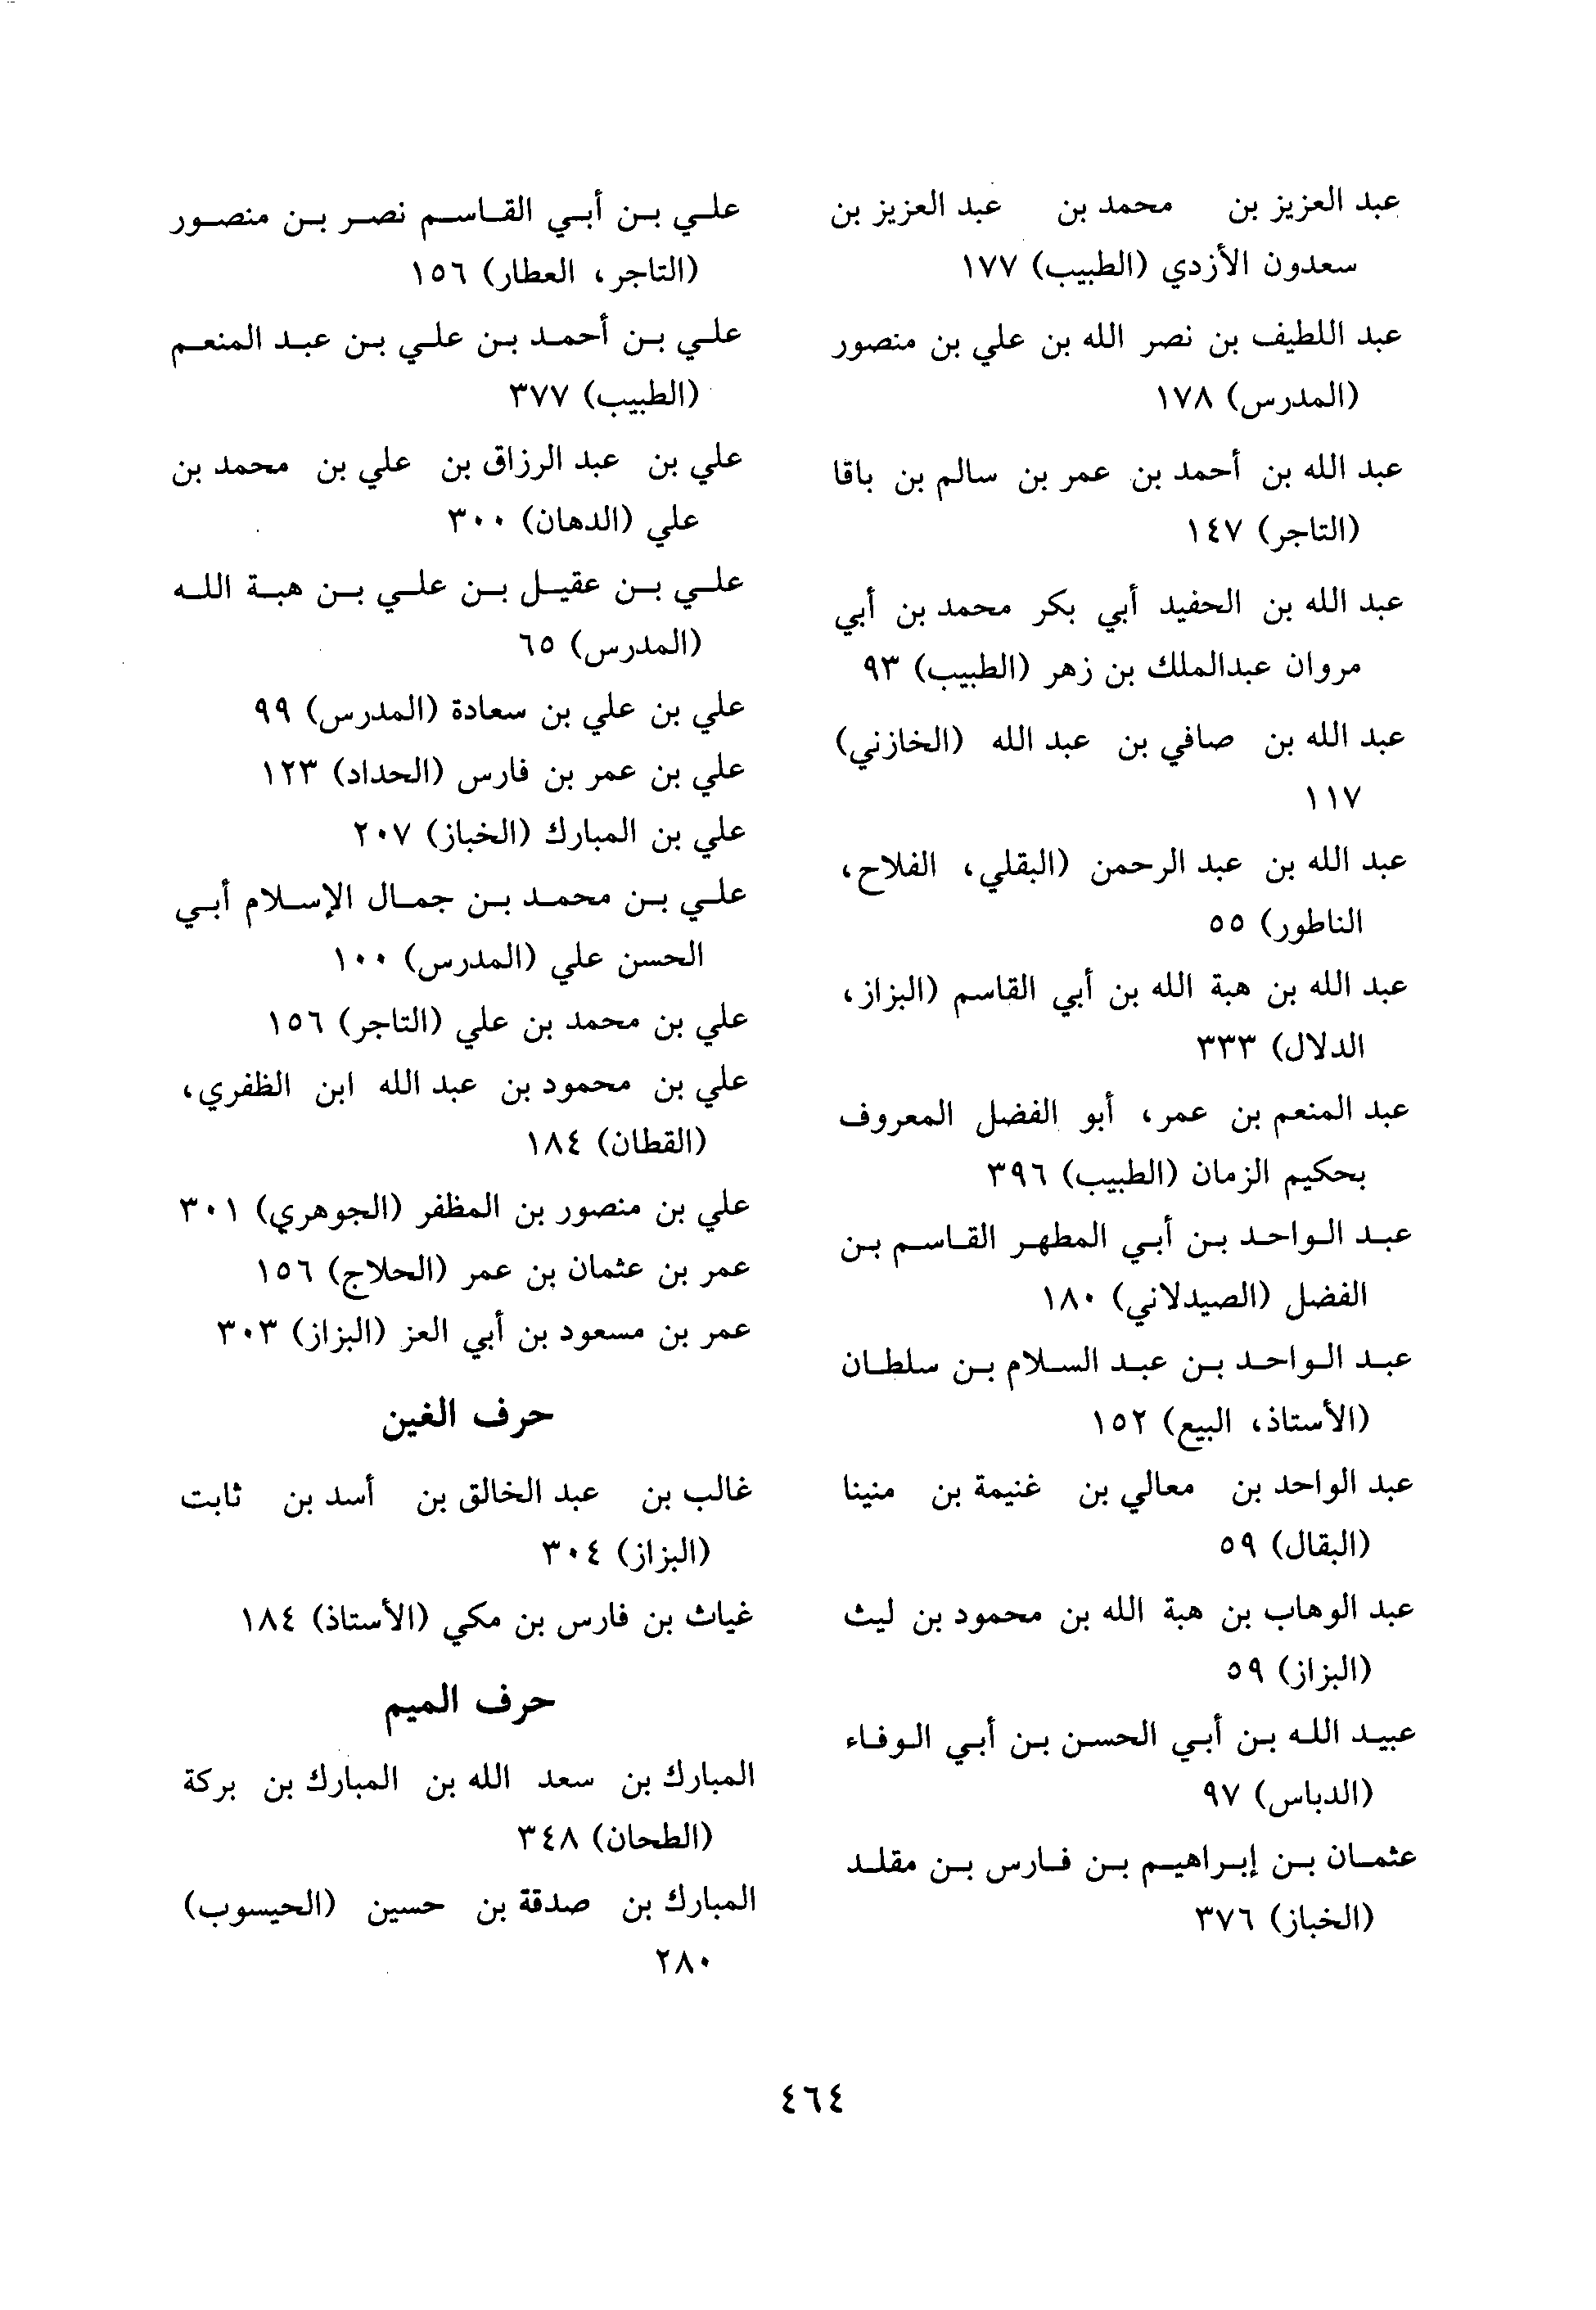 عبد العزيز بن محمد بن عبد العزيز بن
سعدون الأزدي (الطبيب) ١٧٧
عبد اللطيف بن نصر الله بن علي بن منصور
(المدرس) ١٧٨
عبد الله بن أحمد بن عمر بن سالم بن باقا
(التاجر) ١٤٧
عبد الله بن الحفيد أبي بكر محمد بن أبي
مروان عبدالملك بن زهر (الطبيب) ٩٣
عبد الله بن صافي بن عبد الله (الخازني)
١١٧
عبد الله بن عبد الرحمن (البقلي، الفلاح،
الناطور) ٥٥
عبد الله بن هبة الله بن أبي القاسم (البزاز،
الدلال) ٣٣٣
عبد المنعم بن عمر، أبو الفضل المعروف
بحكيم الزمان (الطبيب) ٣٩٦
عبد الواحد بن أبي المطهر القاسم بن
الفضل (الصيدلاني) ١٨٠
عبد الواحد بن عبد السلام بن سلطان
(الأستاذ، البيع) ١٥٢
عبد الواحد بن معالي بن غنيمة بن منينا
(البقال) ٥٩
عبد الوهاب بن هبة الله بن محمود بن ليث
(البزاز) ٥٩
عبيد الله بن أبي الحسن بن أبي الوفاء
(الدباس) ٩٧
عثمان بن إبراهيم بن فارس بن مقلد
(الخباز) ٣٧٦
علي بن أبي القاسم نصر بن منصور
(التاجر، العطار) ١٥٦
علي بن أحمد بن علي بن عبد المنعم
(الطبيب) ٣٧٧
علي بن عبد الرزاق بن علي بن محمد بن
علي (الدهان) ٣٠٠
علي بن عقيل بن علي بن هبة الله
(المدرس) ٦٥
علي بن علي بن سعادة (المدرس) ٩٩
علي بن عمر بن فارس (الحداد) ١٢٣
علي بن المبارك (الخباز) ٢٠٧
علي بن محمد بن جمال الإسلام أبي
الحسن علي (المدرس) ١٠٠
علي بن محمد بن علي (التاجر) ١٥٦
علي بن محمود بن عبد الله ابن الظفري،
(القطان) ١٨٤
علي بن منصور بن المظفر (الجوهري) ٣٠١
عمر بن عثمان بن عمر (الحلاج) ١٥٦
عمر بن مسعود بن أبي العز (البزاز) ٣٠٣
حرف الغين
غالب بن عبد الخالق بن أسد بن ثابت
(البزاز) ٣٠٤
غياث بن فارس بن مكي (الأستاذ) ١٨٤
حرف الميم
المبارك بن سعد الله بن المبارك بن بركة
(الطحان) ٣٤٨
المبارك بن صدقة بن حسين (الحيسوب)
٢٨٠
٤٦٤